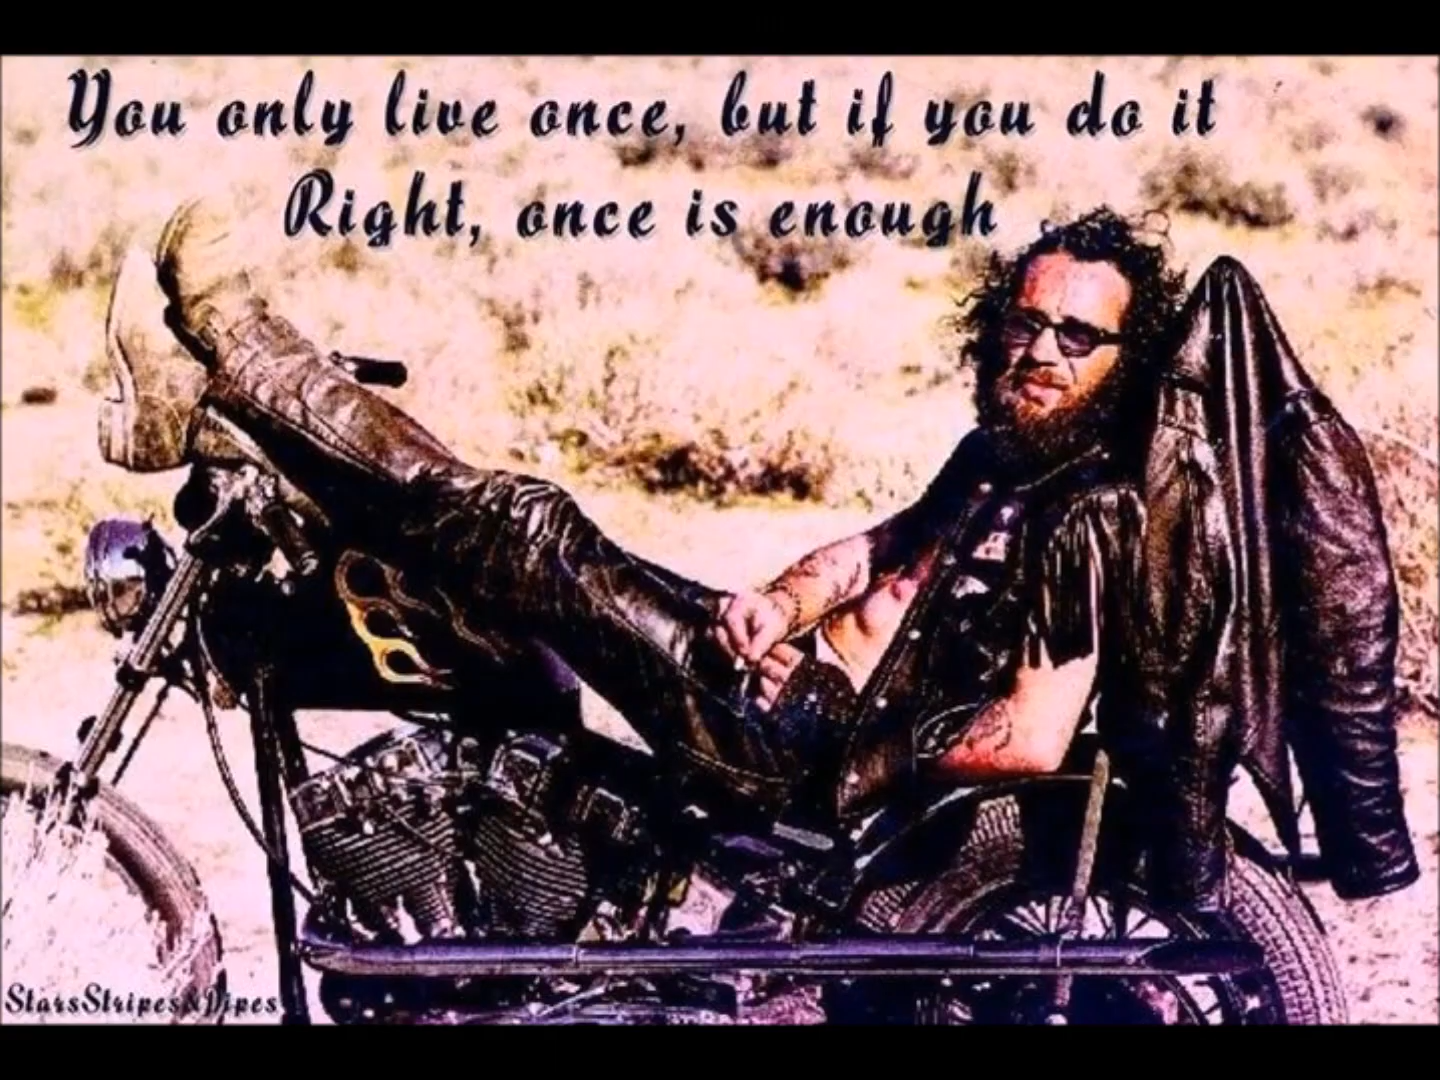 You only live once, but if you do it
Right, once is enough
StarsStripes&Pipes